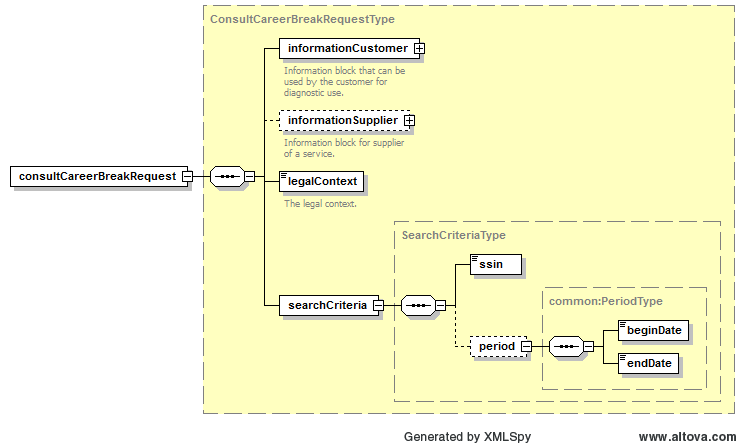 ConsultCareerBreakRequestType
informationCustomer
Information block that can be
used by the customer for
diagnostic use.
informationSupplier
Information block for supplier
of a service.
consultCareerBreakRequest
legalContext
The legal context.
SearchCriteriaType
ssin
searchCriteria
common:PeriodType
beginDate
period
endDate
Generated by XMLSpy
www.altova.com